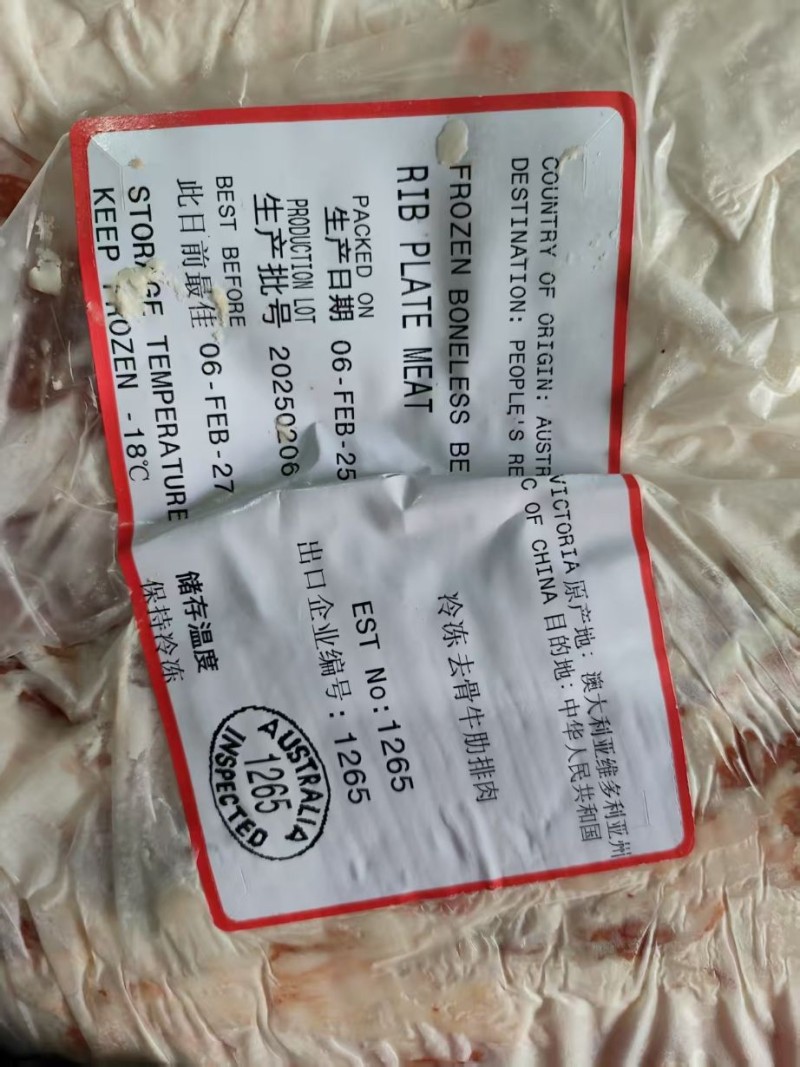 COUNTRY OF ORIGIN: AUSTR VICTORIA 原产地: 澳大利亚维多利亚州
DESTINATION: PEOPLE'S RE C OF CHINA 目的地: 中华人民共和国
FROZEN BONELESS BE 冷冻去骨牛肋排肉
RIB PLATE MEAT
PACKED ON
生产日期 06-FEB-25 EST No: 1265
PRODUCTION LOT
生产批号 20250206 出口企业编号: 1265
BEST BEFORE
此日前最佳 06-FEB-27
STORAGE TEMPERATURE 储存温度
KEEP FROZEN -18℃ 保持冷冻
AUSTRALIA
1265
INSPECTED